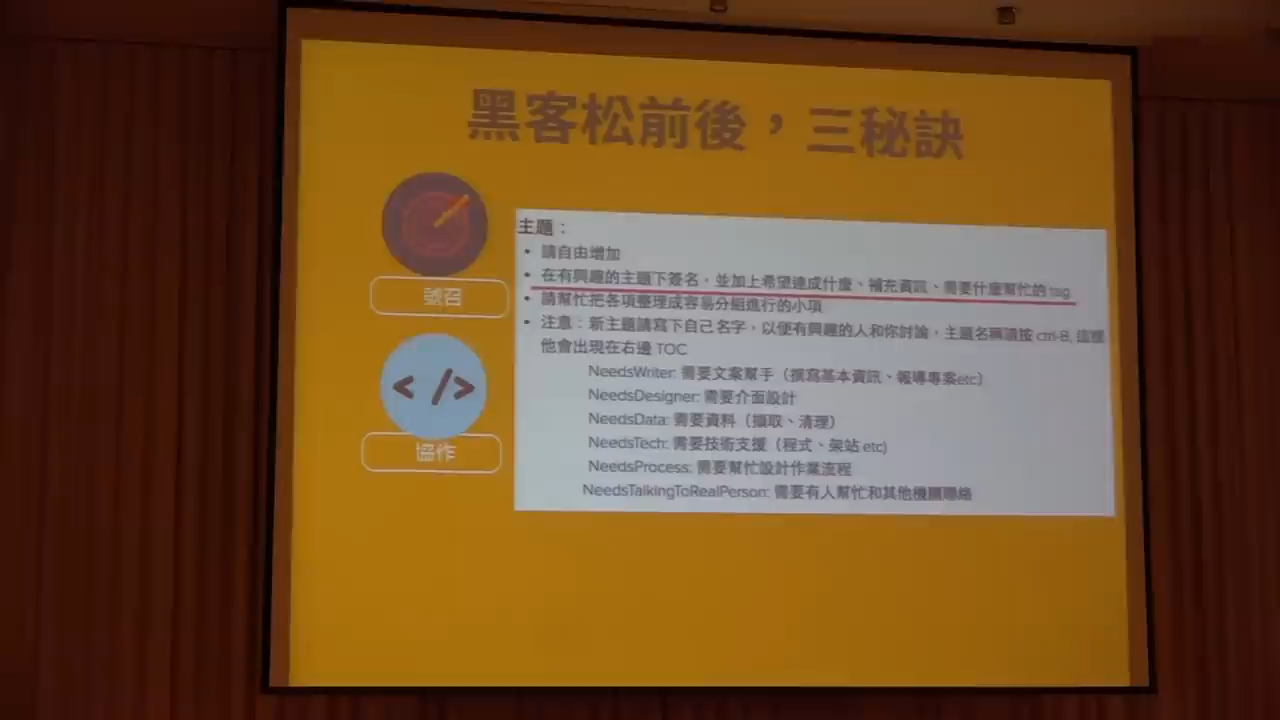 黑客松前後，三秘訣
號召
</>
協作
主題：
• 請自由增加
• 在有興趣的主題下簽名，並加上希望達成什麼、補充資訊、需要什麼幫忙的 tag
• 請幫忙把各項整理成容易分組進行的小項
• 注意：新主題請寫下自己名字，以便有興趣的人和你討論，主題名稱請按 ctrl-B, 這樣
他會出現在右邊 TOC
NeedsWriter: 需要文案幫手（撰寫基本資訊、報導專案etc）
NeedsDesigner: 需要介面設計
NeedsData: 需要資料（擷取、清理）
NeedsTech: 需要技術支援（程式、架站 etc)
NeedsProcess: 需要幫忙設計作業流程
NeedsTalkingToRealPerson: 需要有人幫忙和其他機關聯絡